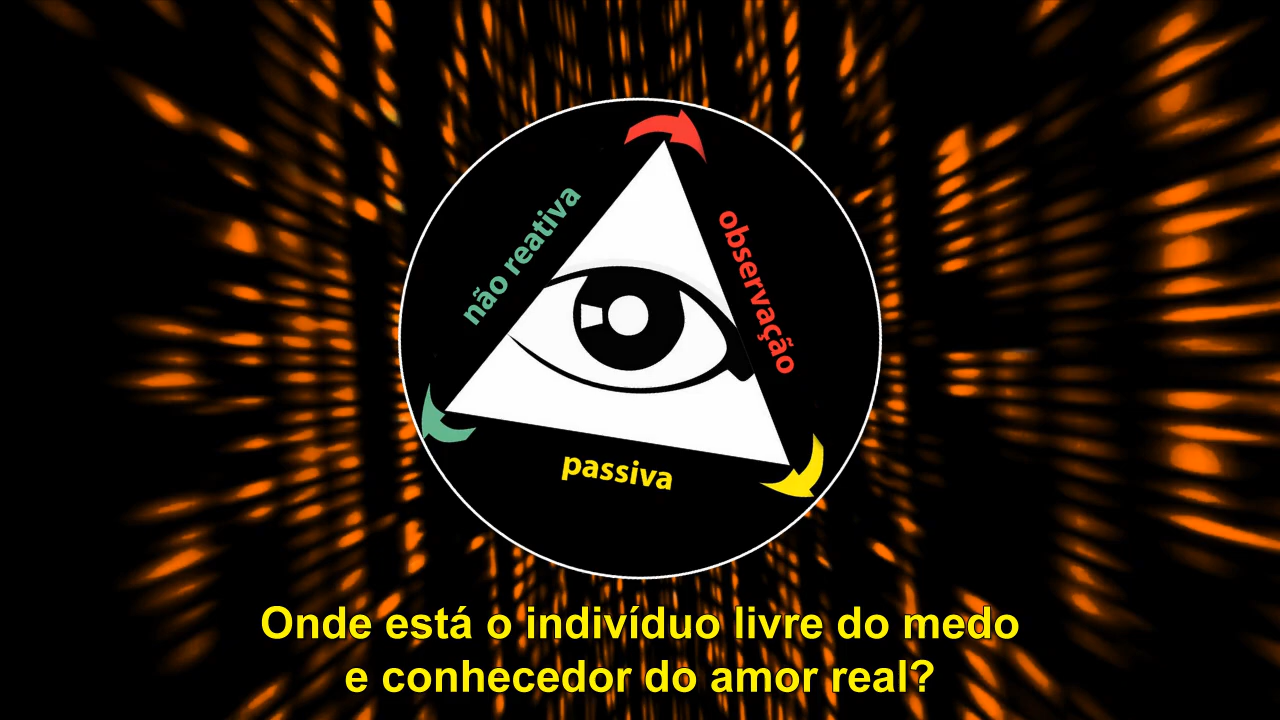 não reativa
observação
passiva
Onde está o indivíduo livre do medo
e conhecedor do amor real?